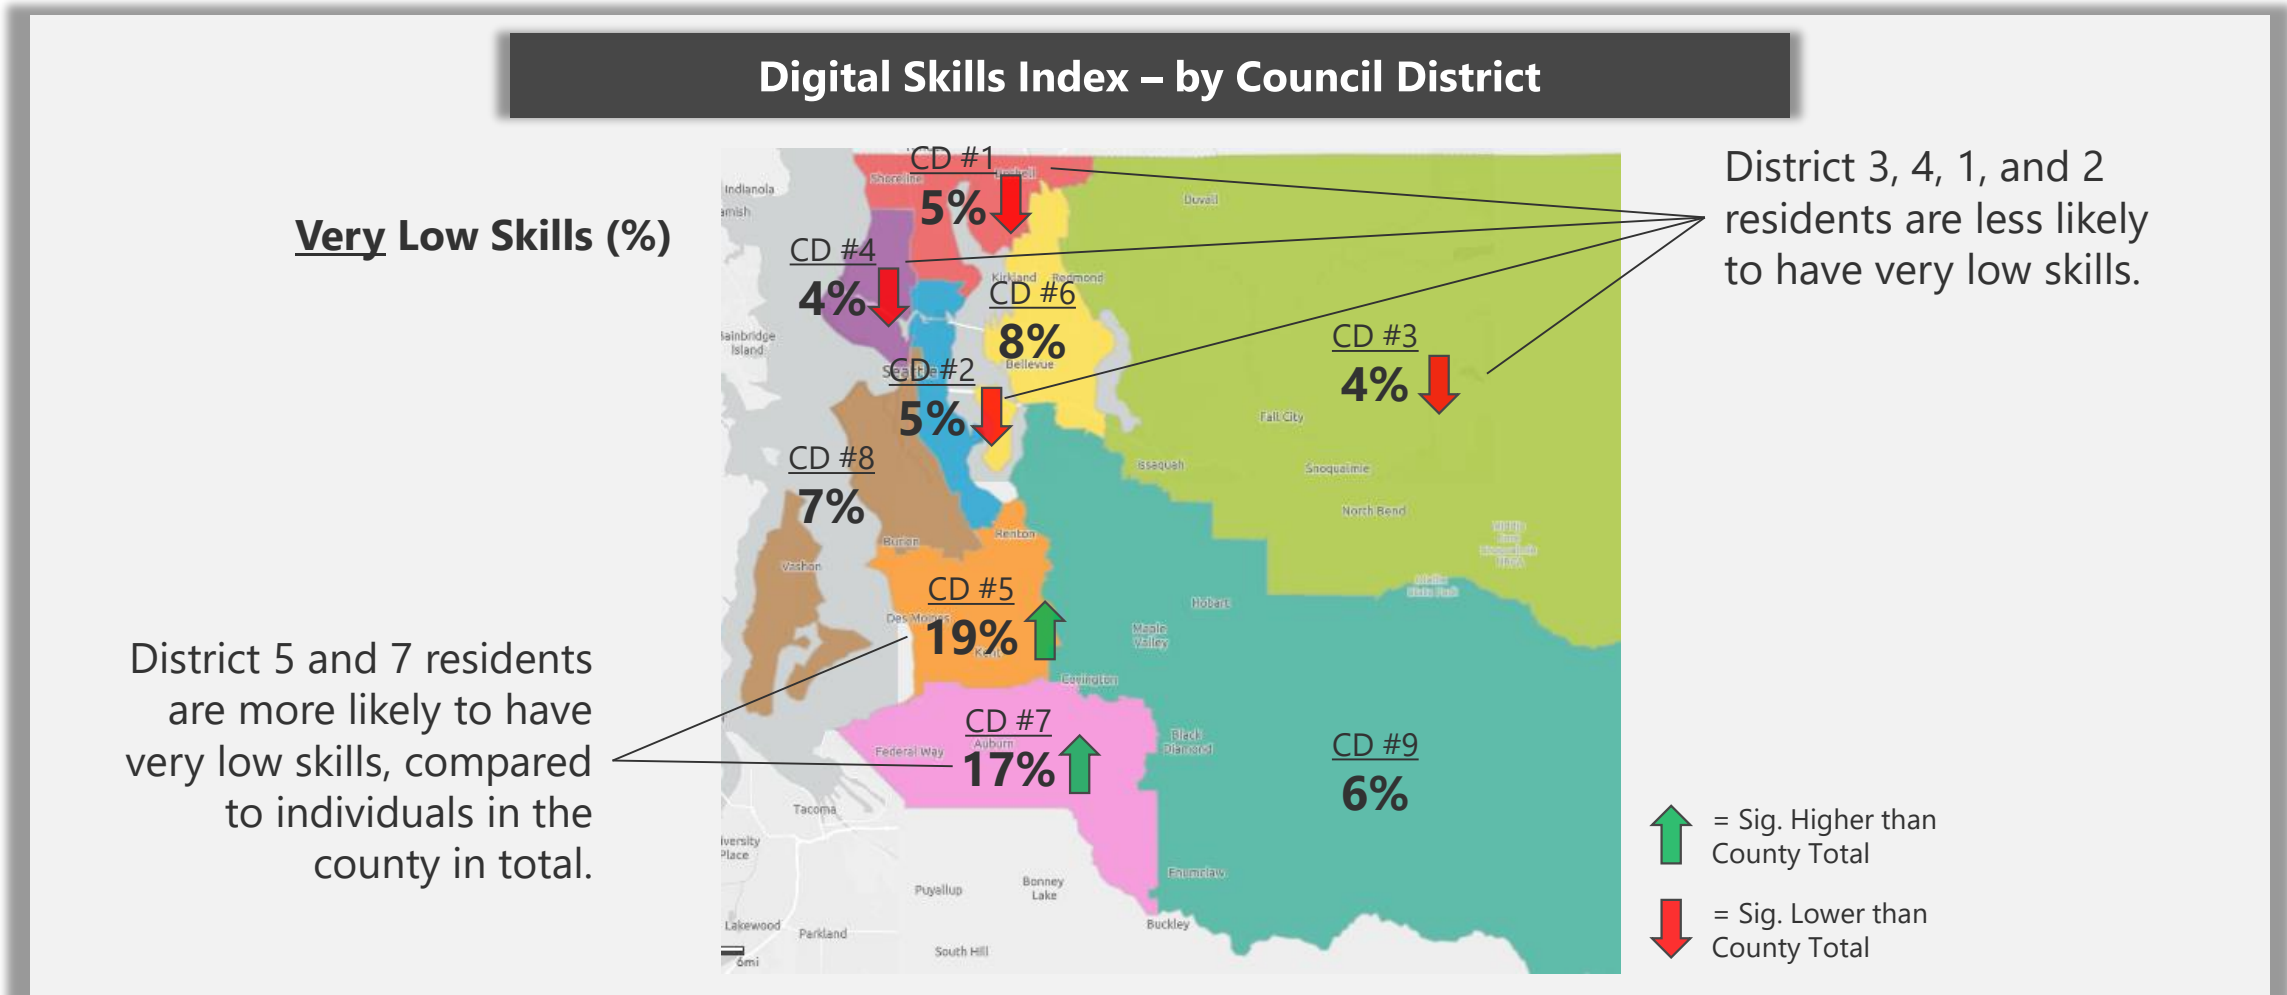 Digital Skills Index – by Council District
Very Low Skills (%)
District 3, 4, 1, and 2
residents are less likely
to have very low skills.
CD #1
5%
CD #4
4%
CD #6
8%
CD #3
4%
CD #2
5%
CD #8
7%
CD #5
19%
CD #7
17%
CD #9
6%
District 5 and 7 residents
are more likely to have
very low skills, compared
to individuals in the
county in total.
= Sig. Higher than
County Total
= Sig. Lower than
County Total
Indianola
Shoreline
Duvall
Kirkland
Redmond
Bainbridge
Island
Seattle
Bellevue
Fall City
Issaquah
Snoqualmie
North Bend
Burien
Renton
Vashon
Des Moines
Kent
Hobart
Maple
Valley
Covington
Federal Way
Auburn
Black
Diamond
Tacoma
Place
Enumclaw
Puyallup
Bonney
Lake
Buckley
Lakewood
Parkland
South Hill
6mi